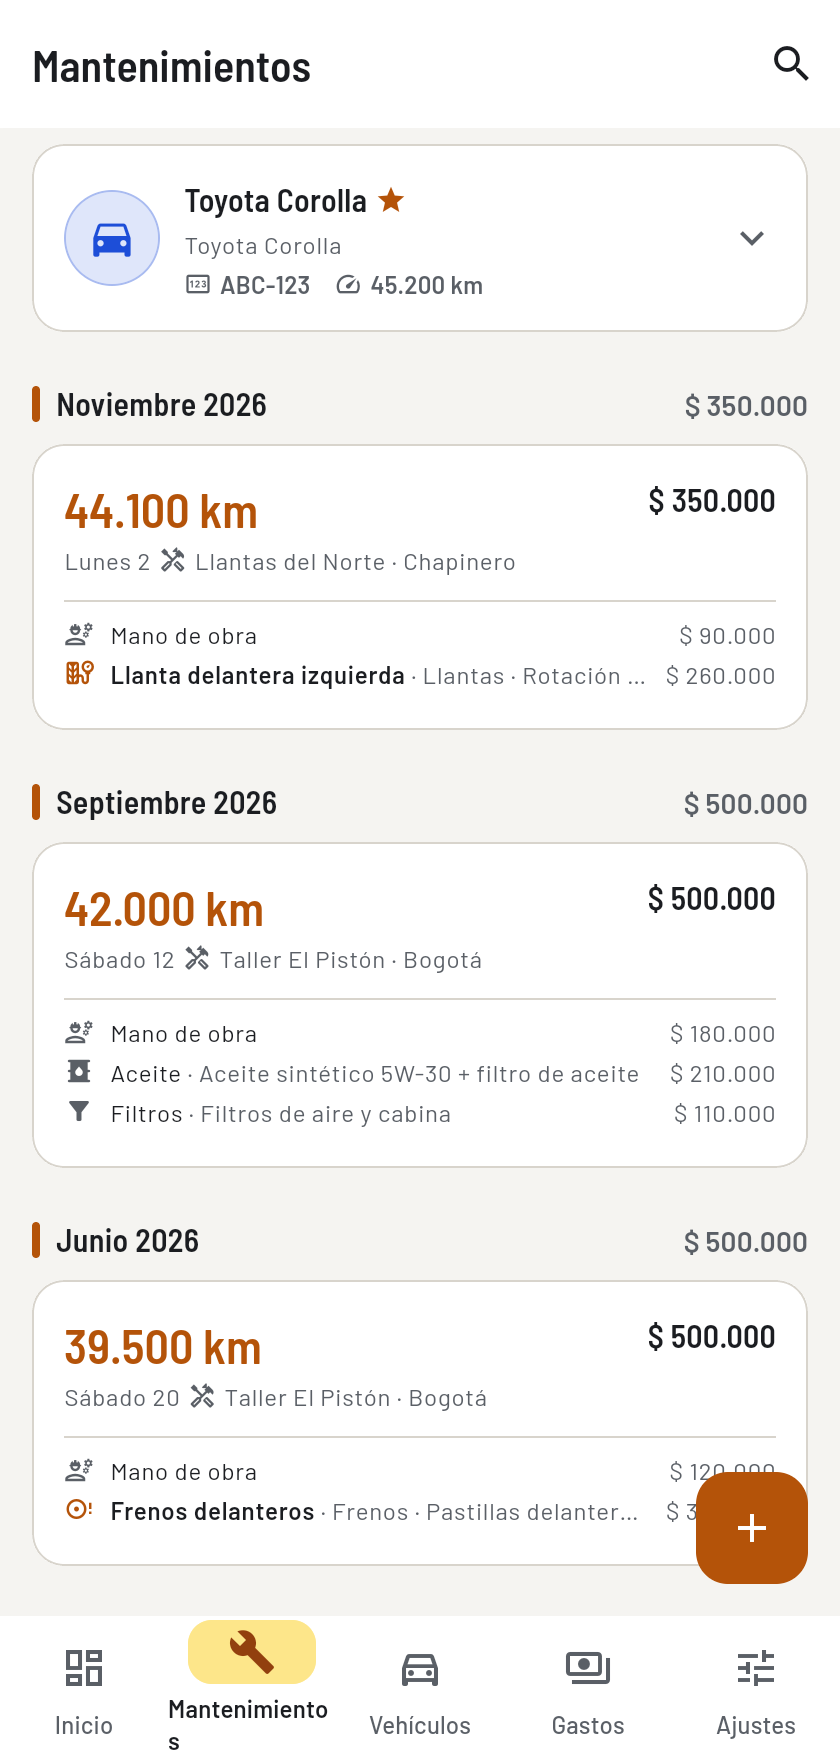 Mantenimientos
Toyota Corolla
Toyota Corolla
ABC-123 45.200 km
Noviembre 2026 $ 350.000
44.100 km $ 350.000
Lunes 2 Llantas del Norte · Chapinero
Mano de obra $ 90.000
Llanta delantera izquierda · Llantas · Rotación ... $ 260.000
Septiembre 2026 $ 500.000
42.000 km $ 500.000
Sábado 12 Taller El Pistón · Bogotá
Mano de obra $ 180.000
Aceite · Aceite sintético 5W-30 + filtro de aceite $ 210.000
Filtros · Filtros de aire y cabina $ 110.000
Junio 2026 $ 500.000
39.500 km $ 500.000
Sábado 20 Taller El Pistón · Bogotá
Mano de obra $ 120.000
Frenos delanteros · Frenos · Pastillas delanter... $ 3
Inicio Mantenimientos Vehículos Gastos Ajustes